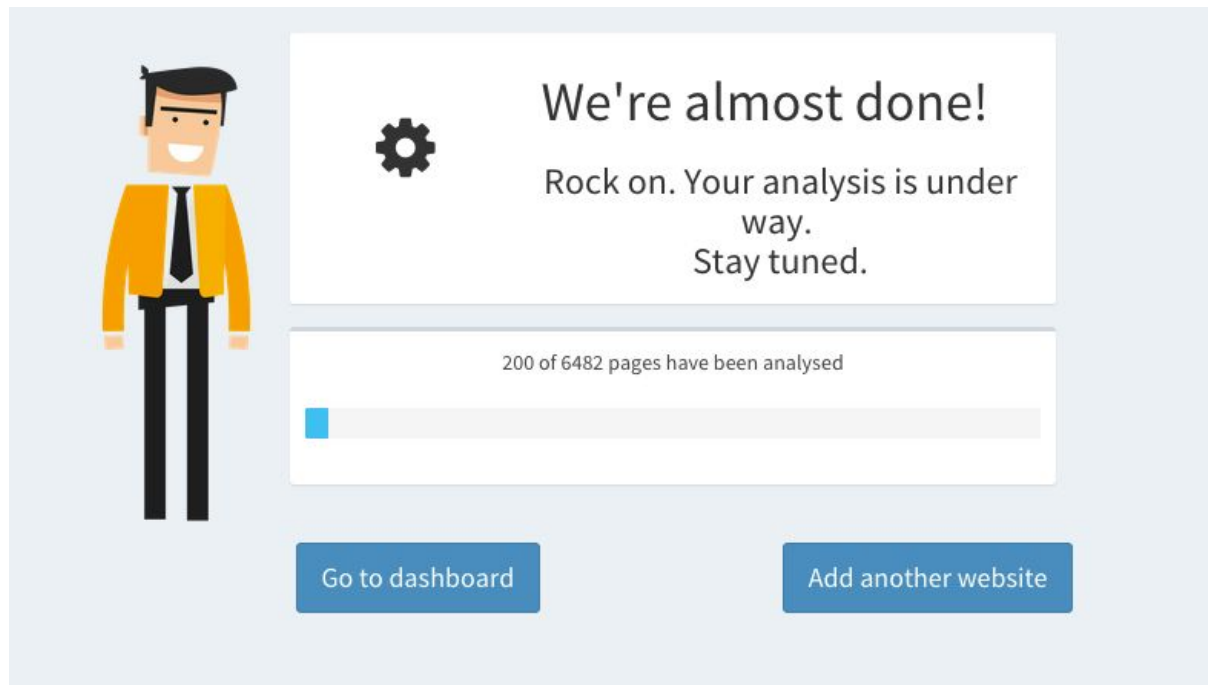 We're almost done!
Rock on. Your analysis is under
way.
Stay tuned.
200 of 6482 pages have been analysed
Go to dashboard
Add another website